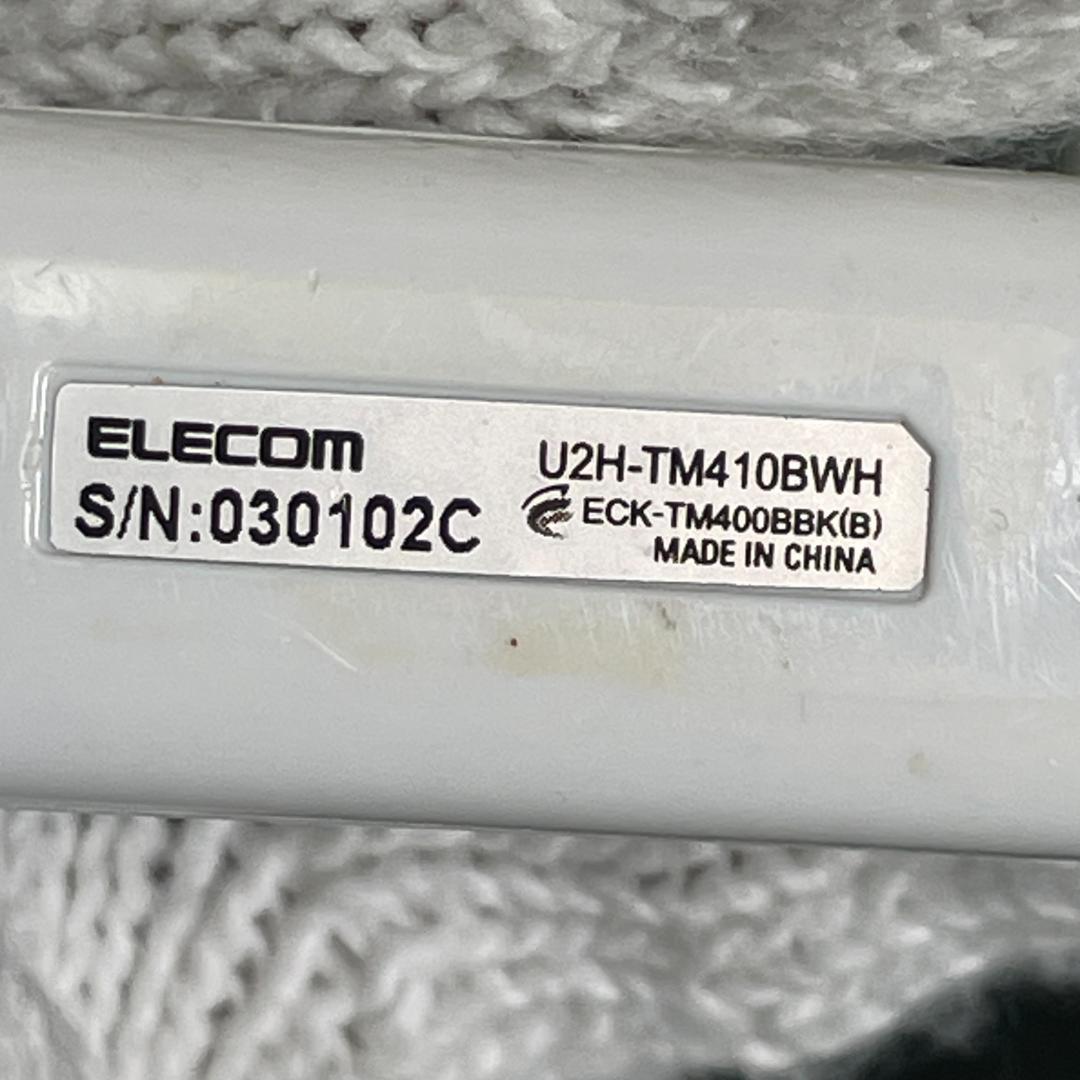 ELECOM
S/N:030102C
U2H-TM410BWH
ECK-TM400BBK(B)
MADE IN CHINA